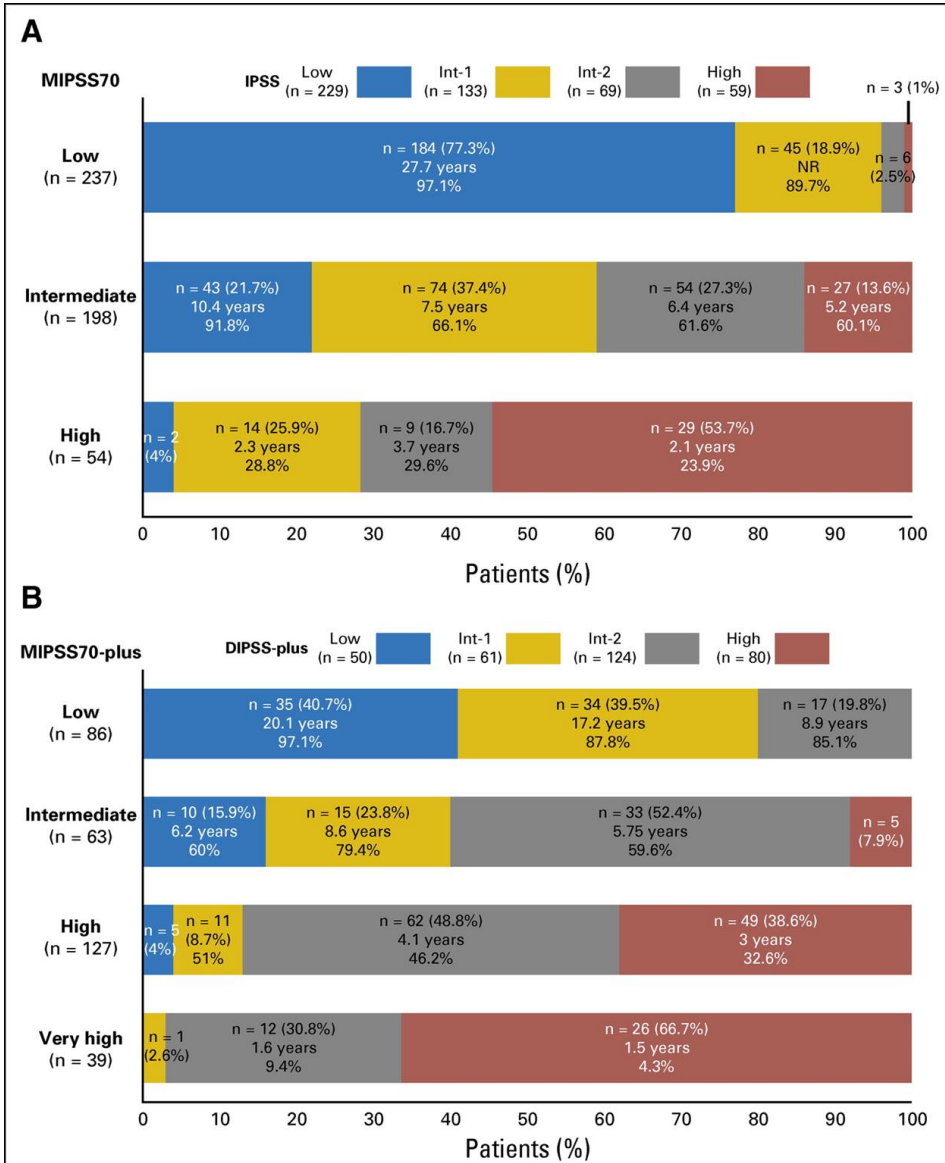 A
MIPSS70
IPSS
Low
(n = 229)
Int-1
(n = 133)
Int-2
(n = 69)
High
(n = 59)
n = 3 (1%)
Low
(n = 237)
n = 184 (77.3%)
27.7 years
97.1%
n = 45 (18.9%)
NR
89.7%
n = 6
(2.5%)
Intermediate
(n = 198)
n = 43 (21.7%)
10.4 years
91.8%
n = 74 (37.4%)
7.5 years
66.1%
n = 54 (27.3%)
6.4 years
61.6%
n = 27 (13.6%)
5.2 years
60.1%
High
(n = 54)
n = 2
(4%)
n = 14 (25.9%)
2.3 years
28.8%
n = 9 (16.7%)
3.7 years
29.6%
n = 29 (53.7%)
2.1 years
23.9%
0 10 20 30 40 50 60 70 80 90 100
Patients (%)
B
MIPSS70-plus
DIPSS-plus
Low
(n = 50)
Int-1
(n = 61)
Int-2
(n = 124)
High
(n = 80)
Low
(n = 86)
n = 35 (40.7%)
20.1 years
97.1%
n = 34 (39.5%)
17.2 years
87.8%
n = 17 (19.8%)
8.9 years
85.1%
Intermediate
(n = 63)
n = 10 (15.9%)
6.2 years
60%
n = 15 (23.8%)
8.6 years
79.4%
n = 33 (52.4%)
5.75 years
59.6%
n = 5
(7.9%)
High
(n = 127)
n = 5
(4%)
n = 11
(8.7%)
51%
n = 62 (48.8%)
4.1 years
46.2%
n = 49 (38.6%)
3 years
32.6%
Very high
(n = 39)
n = 1
(2.6%)
n = 12 (30.8%)
1.6 years
9.4%
n = 26 (66.7%)
1.5 years
4.3%
0 10 20 30 40 50 60 70 80 90 100
Patients (%)